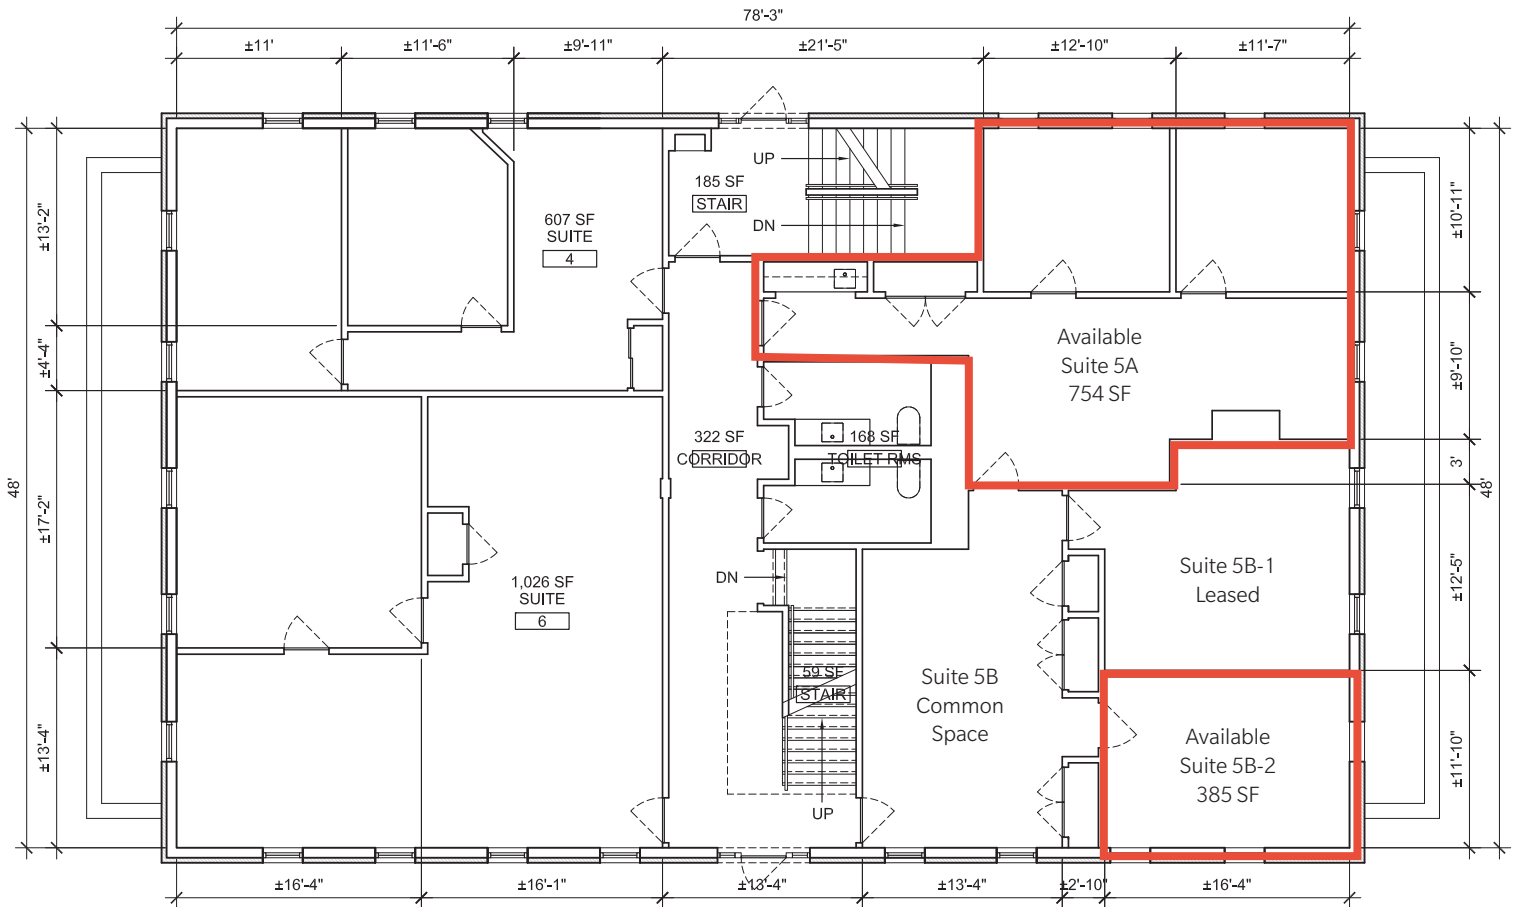 78'-3"
±11'
±11'-6"
±9'-11"
±21'-5"
±12'-10"
±11'-7"
UP
185 SF
STAIR
DN
607 SF
SUITE
4
±13'-2"
±4'-4"
48'
±17'-2"
±13'-4"
±10'-11"
±9'-10"
3'
48'
±12'-5"
±11'-10"
Available
Suite 5A
754 SF
322 SF
CORRIDOR
168 SF
TOILET RMS
1,026 SF
SUITE
6
DN
59 SF
STAIR
UP
Suite 5B-1
Leased
Suite 5B
Common
Space
Available
Suite 5B-2
385 SF
±16'-4"
±16'-1"
±13'-4"
±13'-4"
±2'-10"
±16'-4"